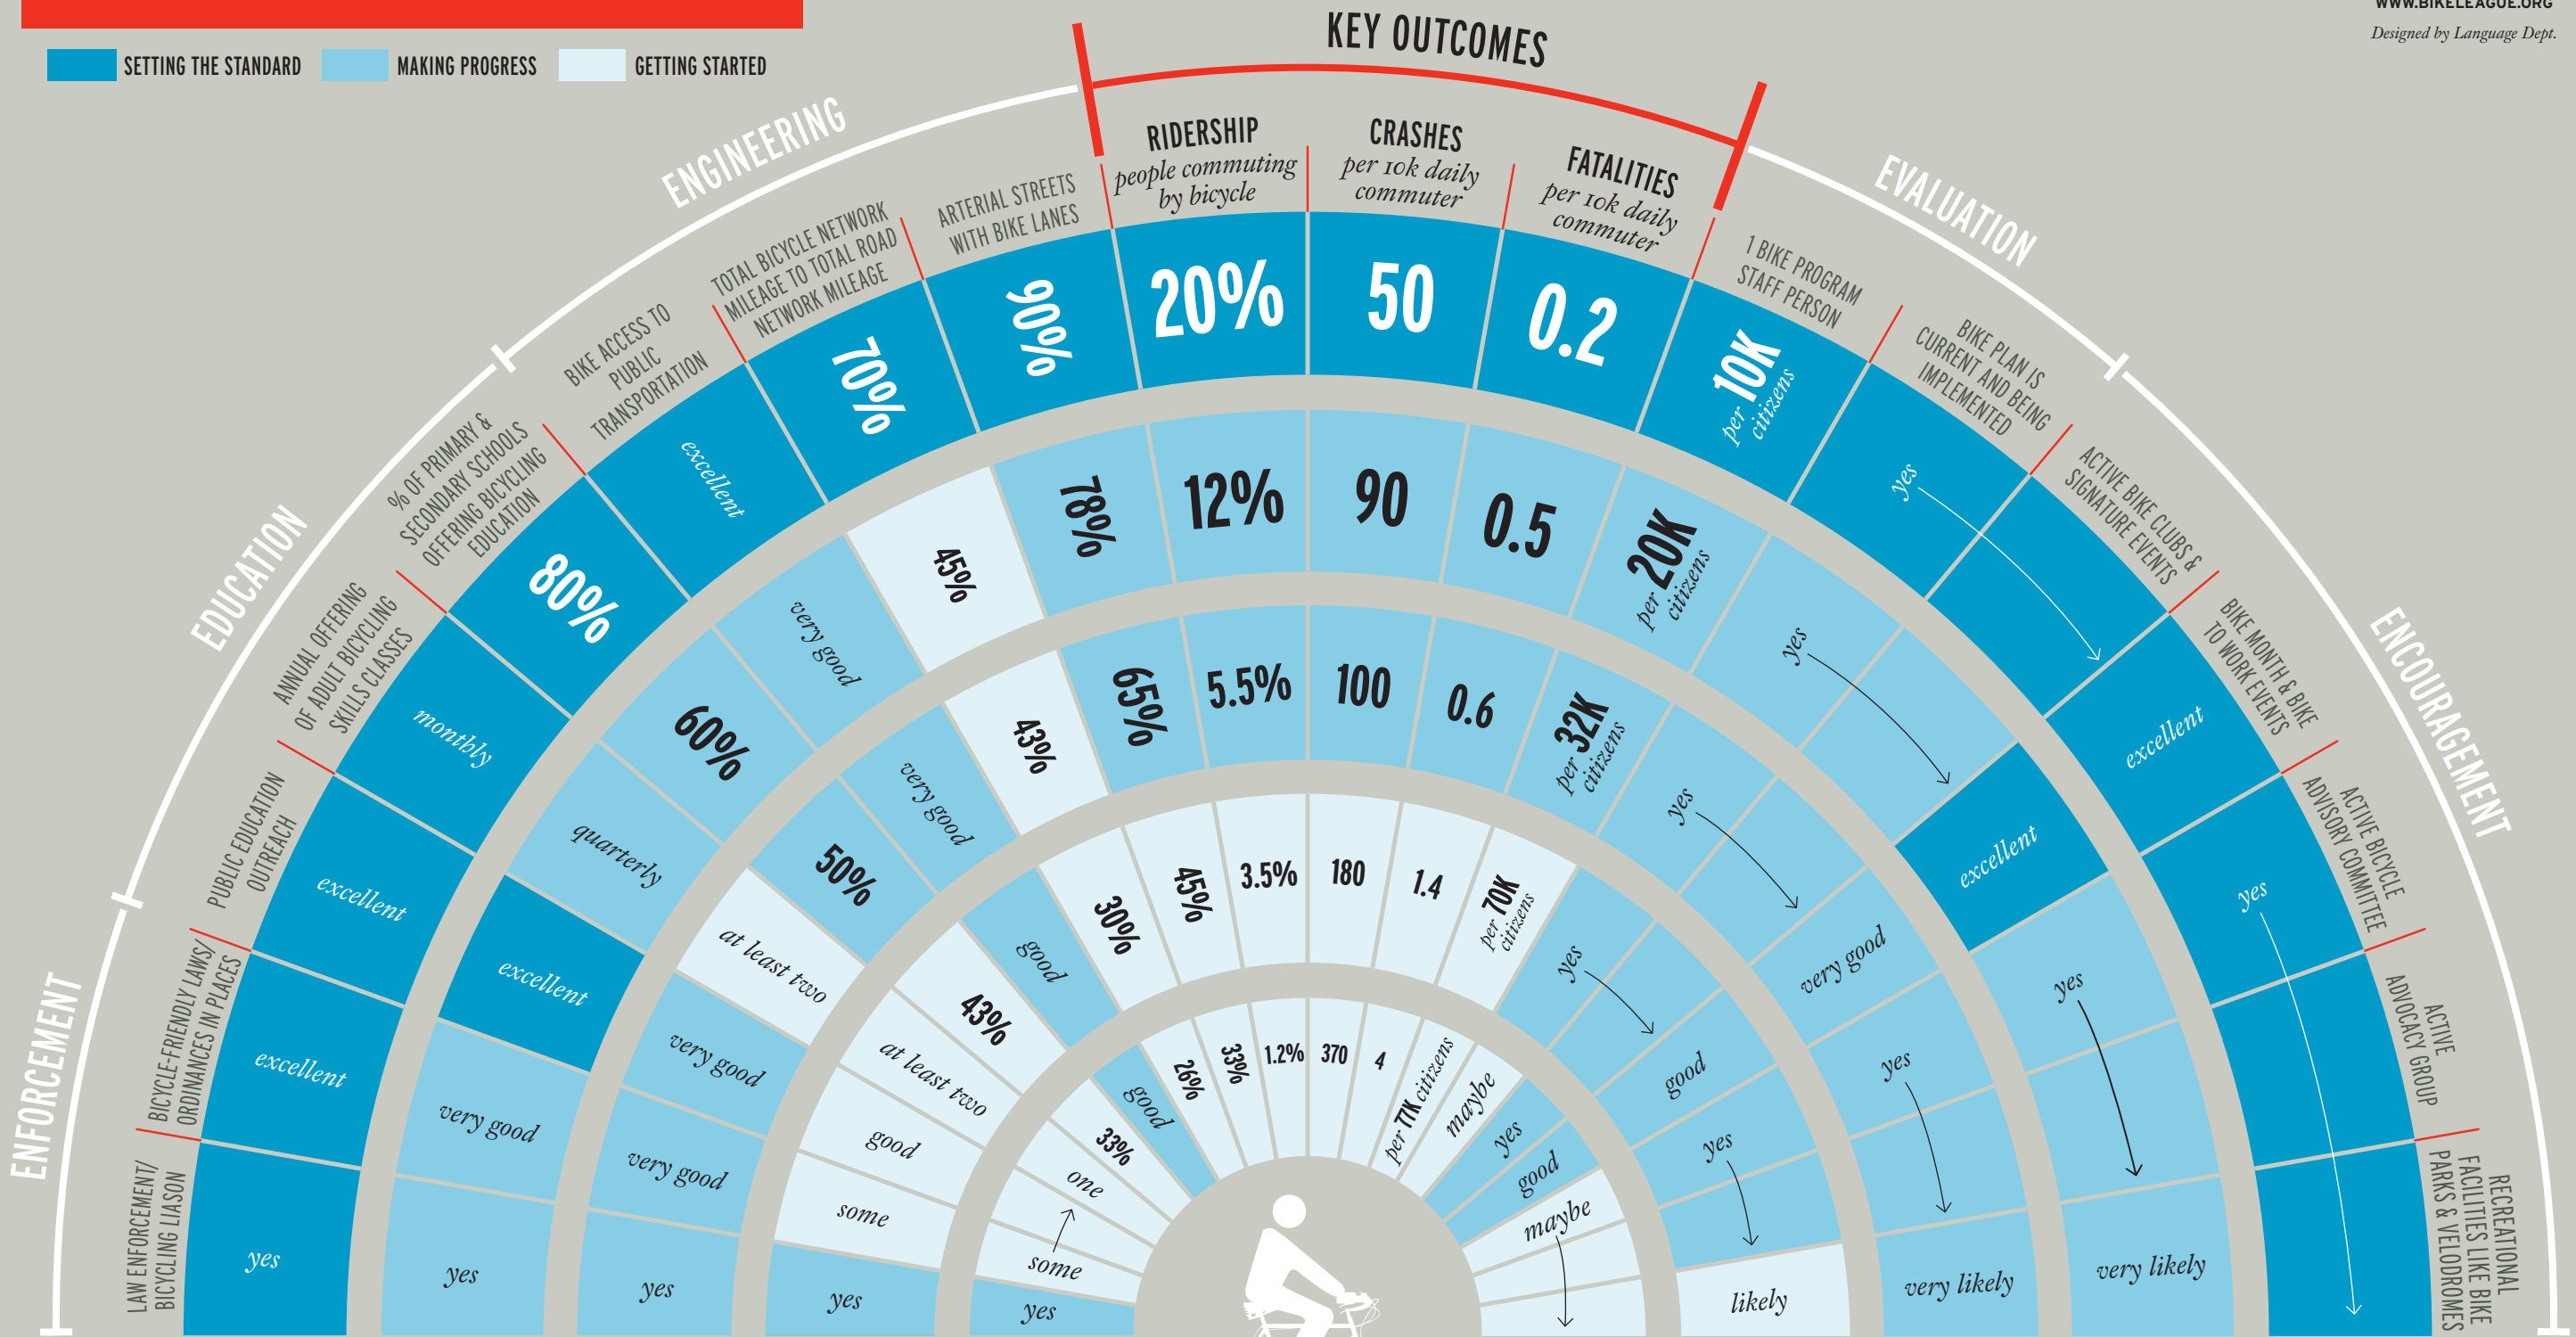 WWW.BIKELEAGUE.ORG
Designed by Language Dept.
SETTING THE STANDARD
MAKING PROGRESS
GETTING STARTED
KEY OUTCOMES
ENGINEERING
EVALUATION
EDUCATION
ENCOURAGEMENT
ENFORCEMENT
LAW ENFORCEMENT/
BICYCLING LIASON
BICYCLE-FRIENDLY LAWS/
ORDINANCES IN PLACES
PUBLIC EDUCATION
OUTREACH
ANNUAL OFFERING
OF ADULT BICYCLING
SKILLS CLASSES
% OF PRIMARY &
SECONDARY SCHOOLS
OFFERING BICYCLING
EDUCATION
BIKE ACCESS TO
PUBLIC
TRANSPORTATION
TOTAL BICYCLE NETWORK
MILEAGE TO TOTAL ROAD
NETWORK MILEAGE
ARTERIAL STREETS
WITH BIKE LANES
RIDERSHIP
people commuting
by bicycle
CRASHES
per 10k daily
commuter
FATALITIES
per 10k daily
commuter
1 BIKE PROGRAM
STAFF PERSON
BIKE PLAN IS
CURRENT AND BEING
IMPLEMENTED
ACTIVE BIKE CLUBS &
SIGNATURE EVENTS
BIKE MONTH & BIKE
TO WORK EVENTS
ACTIVE BICYCLE
ADVISORY COMMITTEE
ACTIVE
ADVOCACY GROUP
RECREATIONAL
FACILITIES LIKE BIKE
PARKS & VELODROMES
yes
excellent
excellent
monthly
80%
excellent
70%
90%
20%
50
0.2
per 10K
citizens
yes
excellent
yes
yes
very good
excellent
quarterly
60%
very good
45%
78%
12%
90
0.5
per 20K
citizens
yes
excellent
yes
very likely
yes
very good
very good
at least two
50%
very good
43%
65%
5.5%
100
0.6
per 32K
citizens
yes
very good
yes
very likely
yes
some
good
at least two
43%
good
30%
45%
3.5%
180
1.4
per 70K
citizens
yes
good
yes
likely
yes
some
one
33%
good
26%
33%
1.2%
370
4
per 77K citizens
maybe
yes
good
maybe